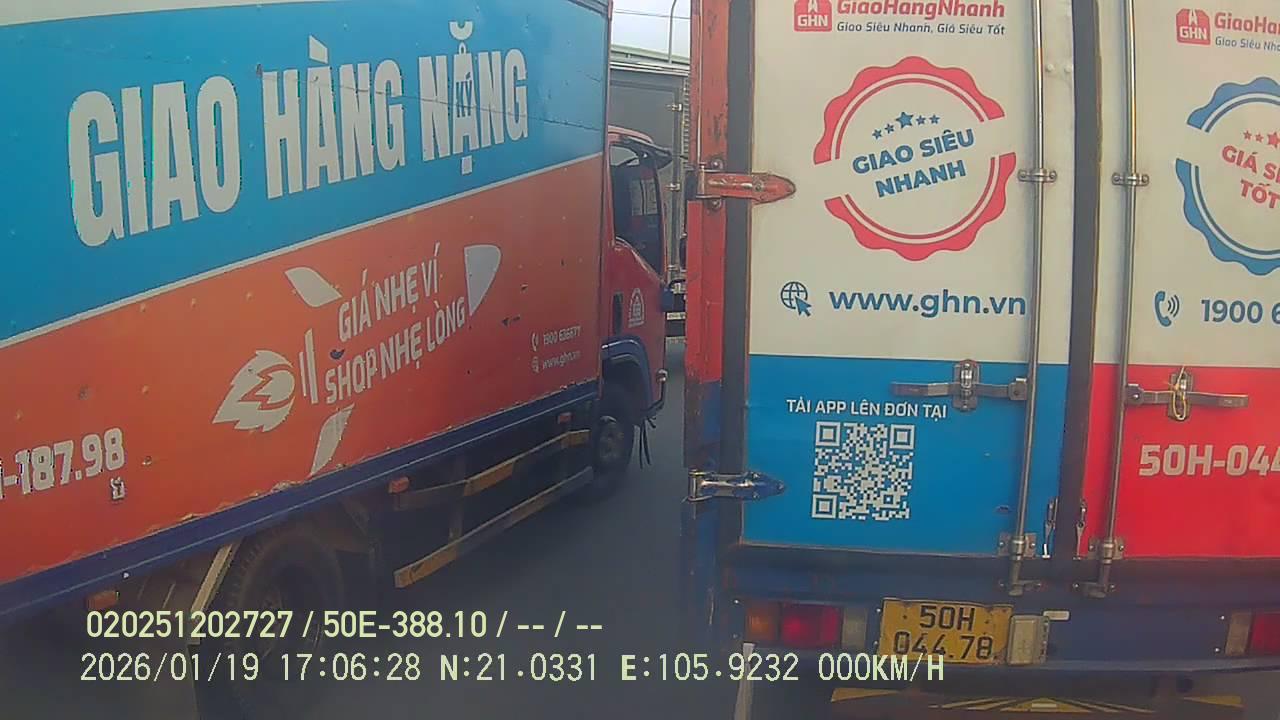 GIAO HÀNG NẶNG
KÝ
GIÁ NHẸ VÍ
SHOP NHẸ LÒNG
1900 636677
www.ghn.vn
-187.98
GHN
GiaoHangNhanh
Giao Siêu Nhanh, Giá Siêu Tốt
GIAO SIÊU
NHANH
www.ghn.vn
TẢI APP LÊN ĐƠN TẠI
GHN
GiaoHa
Giao Siêu Nha
GIÁ SI
TỐT
1900 6
50H-044
50H
044.78
020251202727 / 50E-388.10 / -- / --
2026/01/19 17:06:28 N:21.0331 E:105.9232 000KM/H